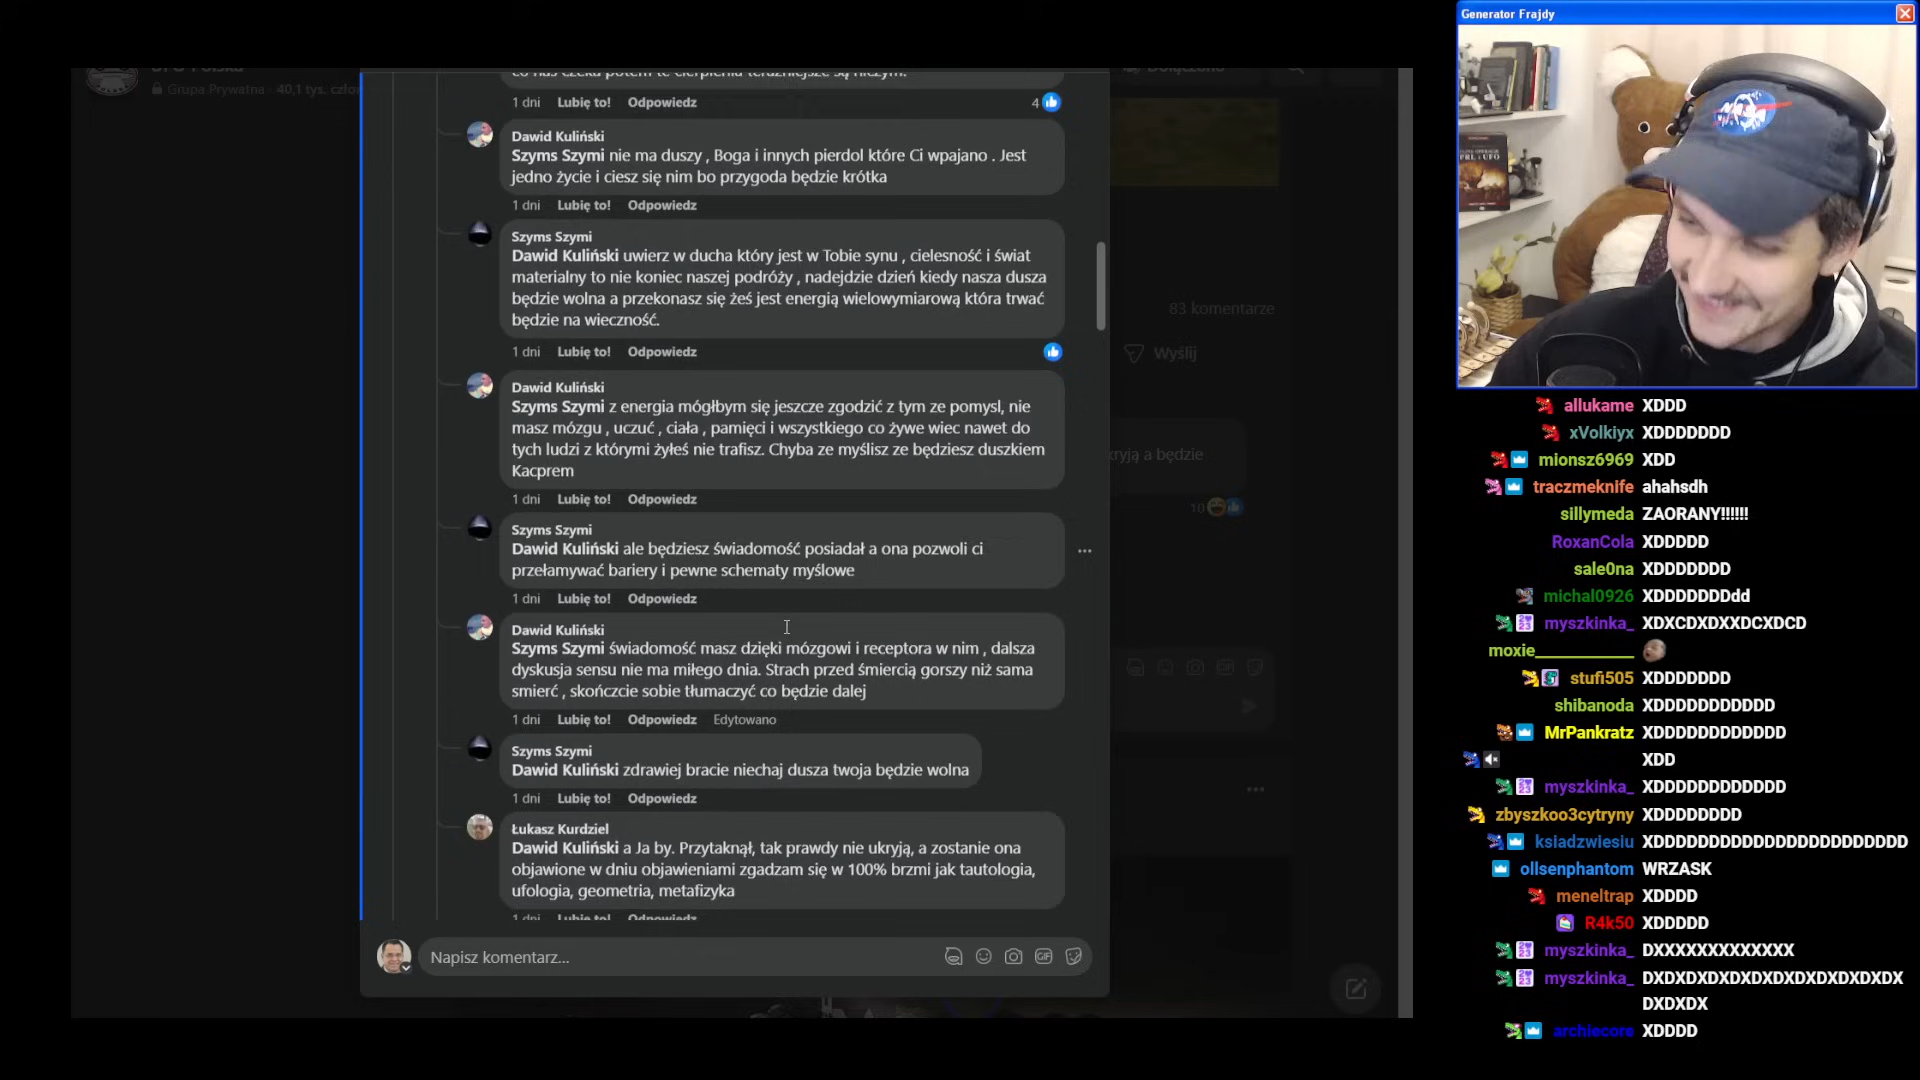 Generator Frajdy
Grupa Prywatna · 40,1 tys. człon
Dołączono
co nas czeka potem te cierpienia teraźniejsze są niczym.
1 dni Lubię to! Odpowiedz 4
Dawid Kuliński
Szyms Szymi nie ma duszy , Boga i innych pierdol które Ci wpajano . Jest
jedno życie i ciesz się nim bo przygoda będzie krótka
1 dni Lubię to! Odpowiedz
Szyms Szymi
Dawid Kuliński uwierz w ducha który jest w Tobie synu , cielesność i świat
materialny to nie koniec naszej podróży , nadejdzie dzień kiedy nasza dusza
będzie wolna a przekonasz się żeś jest energią wielowymiarową która trwać
będzie na wieczność.
1 dni Lubię to! Odpowiedz
Dawid Kuliński
Szyms Szymi z energia mógłbym się jeszcze zgodzić z tym ze pomysl, nie
masz mózgu , uczuć , ciała , pamięci i wszystkiego co żywe wiec nawet do
tych ludzi z którymi żyłeś nie trafisz. Chyba ze myślisz ze będziesz duszkiem
Kacprem
1 dni Lubię to! Odpowiedz
Szyms Szymi
Dawid Kuliński ale będziesz świadomość posiadał a ona pozwoli ci
przełamywać bariery i pewne schematy myślowe
1 dni Lubię to! Odpowiedz
Dawid Kuliński
Szyms Szymi świadomość masz dzięki mózgowi i receptora w nim , dalsza
dyskusja sensu nie ma miłego dnia. Strach przed śmiercią gorszy niż sama
smierć , skończcie sobie tłumaczyć co będzie dalej
1 dni Lubię to! Odpowiedz Edytowano
Szyms Szymi
Dawid Kuliński zdrawiej bracie niechaj dusza twoja będzie wolna
1 dni Lubię to! Odpowiedz
Łukasz Kurdziel
Dawid Kuliński a Ja by. Przytaknął, tak prawdy nie ukryją, a zostanie ona
objawione w dniu objawieniami zgadzam się w 100% brzmi jak tautologia,
ufologia, geometria, metafizyka
1 dni Lubię to! Odpowiedz
Napisz komentarz...
GIF
83 komentarze
Wyślij
kryją a będzie
10
allukame XDDD
xVolkiyx XDDDDDDD
mionsz6969 XDD
traczmeknife ahahsdh
sillymeda ZAORANY!!!!!!
RoxanCola XDDDDD
sale0na XDDDDDDD
michal0926 XDDDDDDDdd
myszkinka_ XDXCDXDXXDCXDCD
moxie__________
stufi505 XDDDDDDD
shibanoda XDDDDDDDDDDD
MrPankratz XDDDDDDDDDDDD
XDD
myszkinka_ XDDDDDDDDDDDD
zbyszkoo3cytryny XDDDDDDDD
ksiadzwiesiu XDDDDDDDDDDDDDDDDDDDDDDD
ollsenphantom WRZASK
meneltrap XDDDD
R4k50 XDDDDD
myszkinka_ DXXXXXXXXXXXXX
myszkinka_ DXDXDXDXDXDXDXDXDXDXDXDX
DXDXDX
archiecore XDDDD